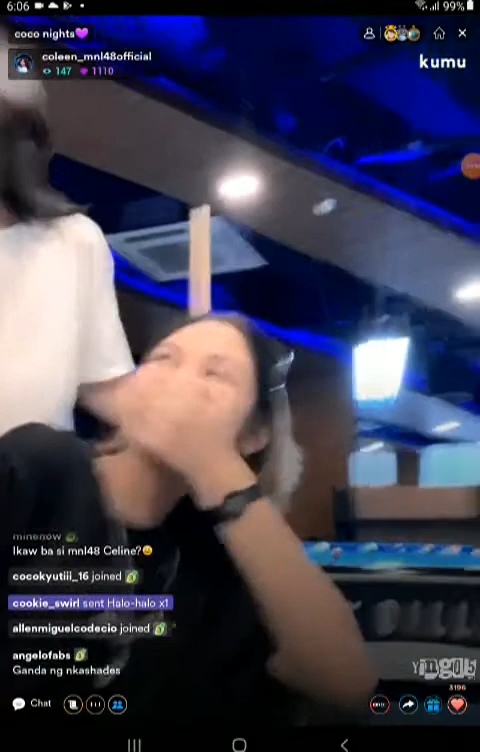 6:06
99%
coco nights💜
coleen_mnl48official
147 1110
kumu
minenow
Ikaw ba si mnl48 Celine?😊
cocokyutiii_16 joined
cookie_swirl sent Halo-halo x1
allenmiguelcodecio joined
angelofabs
Ganda ng nkashades
3196
Chat